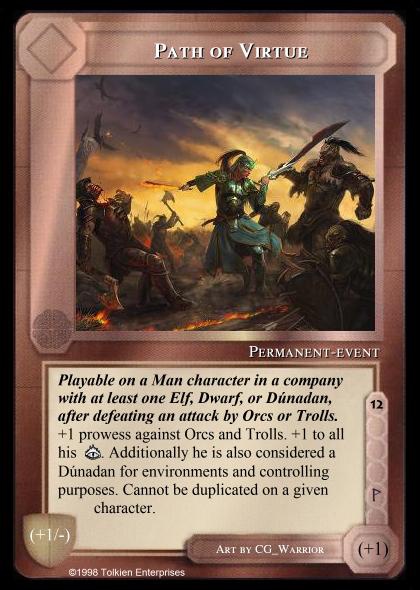 PATH OF VIRTUE
PERMANENT-EVENT
Playable on a Man character in a company
with at least one Elf, Dwarf, or Dúnadan,
after defeating an attack by Orcs or Trolls.
+1 prowess against Orcs and Trolls. +1 to all
his . Additionally he is also considered a
Dúnadan for environments and controlling
purposes. Cannot be duplicated on a given
character.
12
(+1/-)
ART BY CG_WARRIOR
(+1)
©1998 Tolkien Enterprises